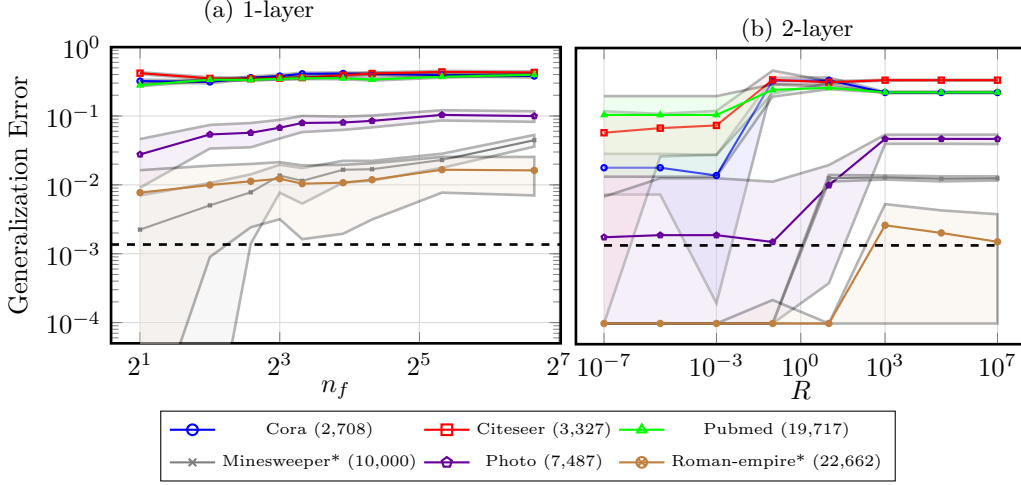 (a) 1-layer
(b) 2-layer
Generalization Error
10^0
10^−1
10^−2
10^−3
10^−4
2^1
2^3
2^5
2^7
n_f
10^−7
10^−3
10^0
10^3
10^7
R
Cora (2,708)
Citeseer (3,327)
Pubmed (19,717)
Minesweeper* (10,000)
Photo (7,487)
Roman-empire* (22,662)